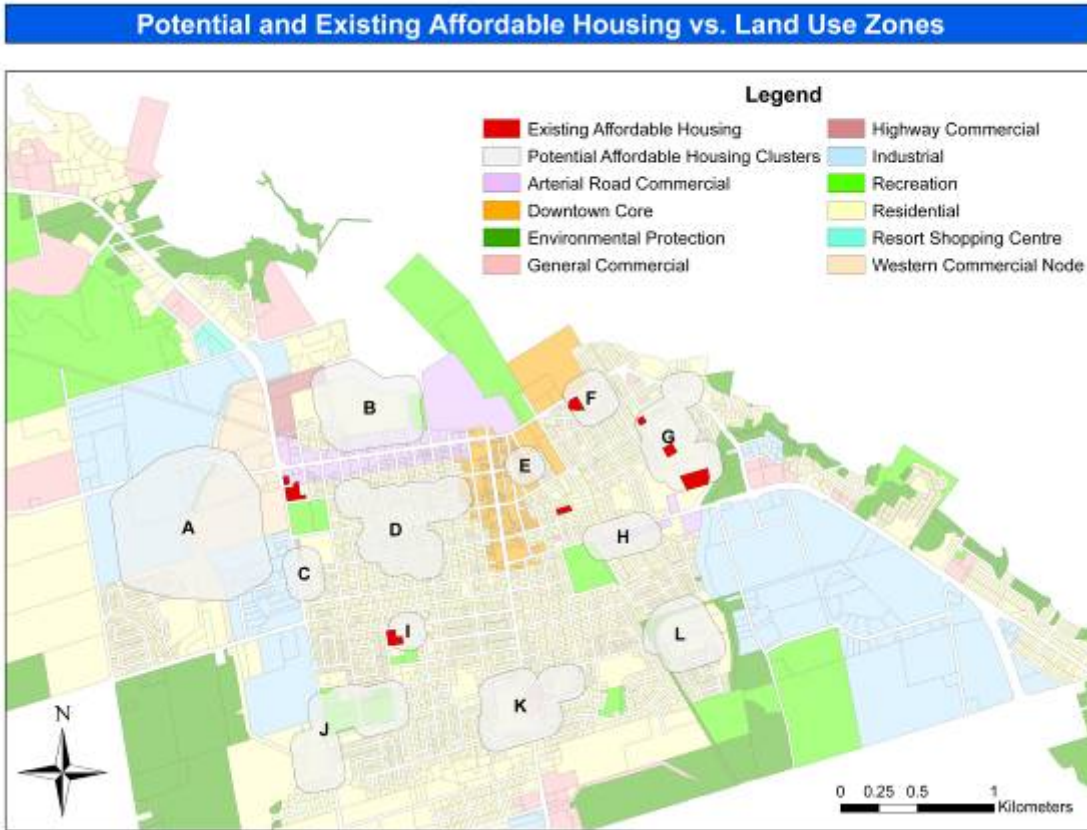 Potential and Existing Affordable Housing vs. Land Use Zones
Legend
Existing Affordable Housing
Potential Affordable Housing Clusters
Arterial Road Commercial
Downtown Core
Environmental Protection
General Commercial
Highway Commercial
Industrial
Recreation
Residential
Resort Shopping Centre
Western Commercial Node
F
B
G
E
A
D
H
C
I
L
K
J
N
0 0.25 0.5 1
Kilometers